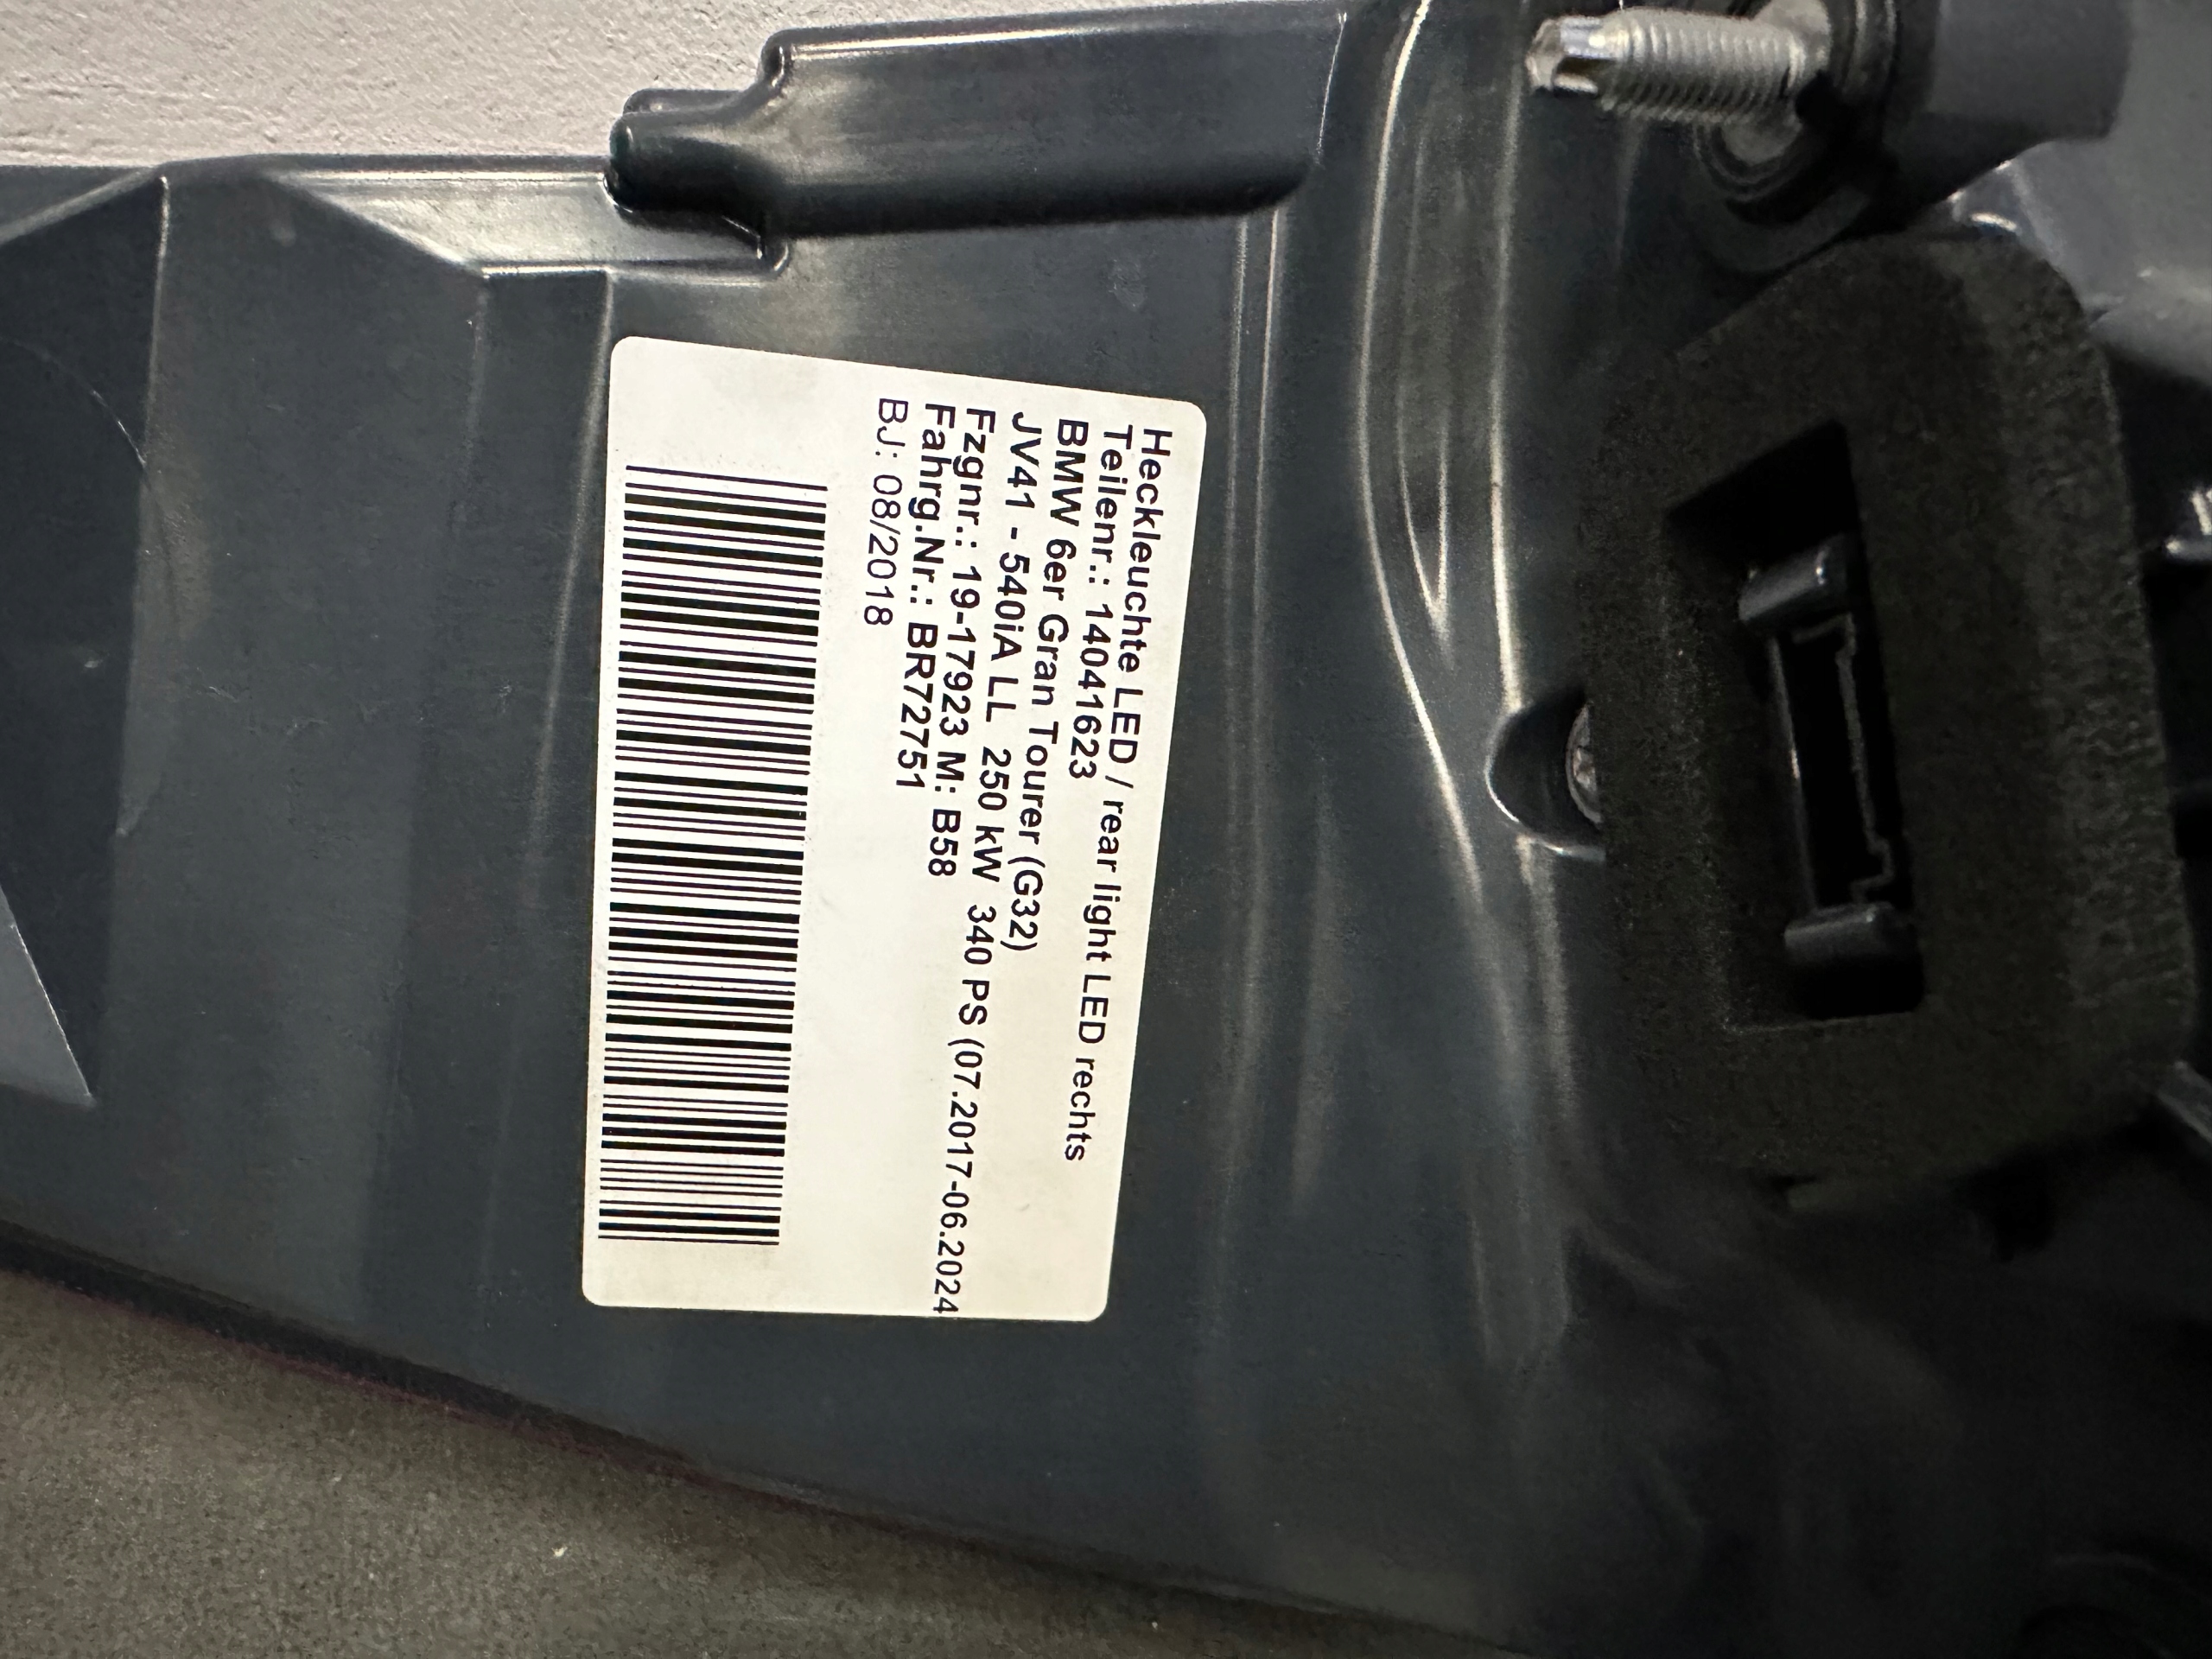 Heckleuchte LED / rear light LED rechts
Teilenr.: 14041623
BMW 6er Gran Tourer (G32)
JV41 - 540iA LL 250 kW 340 PS (07.2017-06.2024
Fzgnr.: 19-17923 M: B58
Fahrg.Nr.: BR72751
BJ: 08/2018